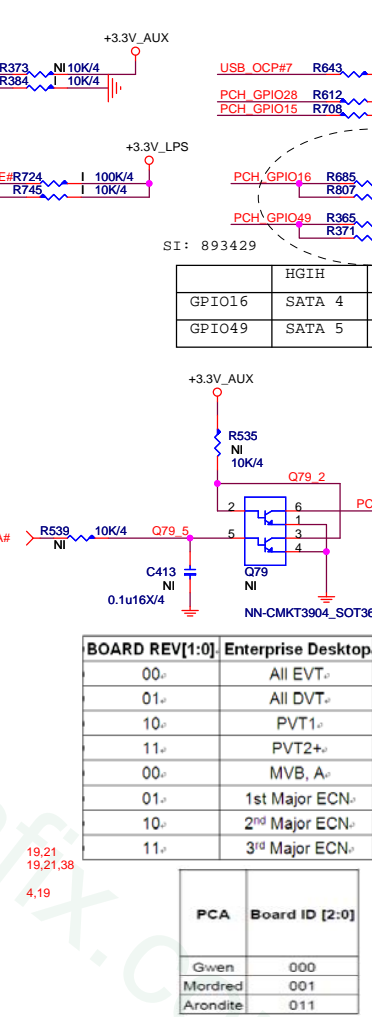 +3.3V_AUX
R373 NI 10K/4
R384 I 10K/4
USB_OCP#7 R643
PCH_GPIO28 R612
PCH_GPIO15 R708
+3.3V_LPS
E#R724 I 100K/4
R745 I 10K/4
PCH_GPIO16 R685
R807
PCH_GPIO49 R365
R371
SI: 893429
HGIH
GPIO16 SATA 4
GPIO49 SATA 5
+3.3V_AUX
R535
NI
10K/4
Q79_2
2 6
1
A# R539 10K/4 Q79_5 5 3
NI
4
C413 Q79
NI NI
0.1u16X/4
NN-CMKT3904_SOT36
BOARD REV[1:0] Enterprise Desktop
00 All EVT
01 All DVT
10 PVT1
11 PVT2+
00 MVB, A
01 1st Major ECN
10 2nd Major ECN
11 3rd Major ECN
19,21
19,21,38
4,19
PCA Board ID [2:0]
Gwen 000
Mordred 001
Arondite 011